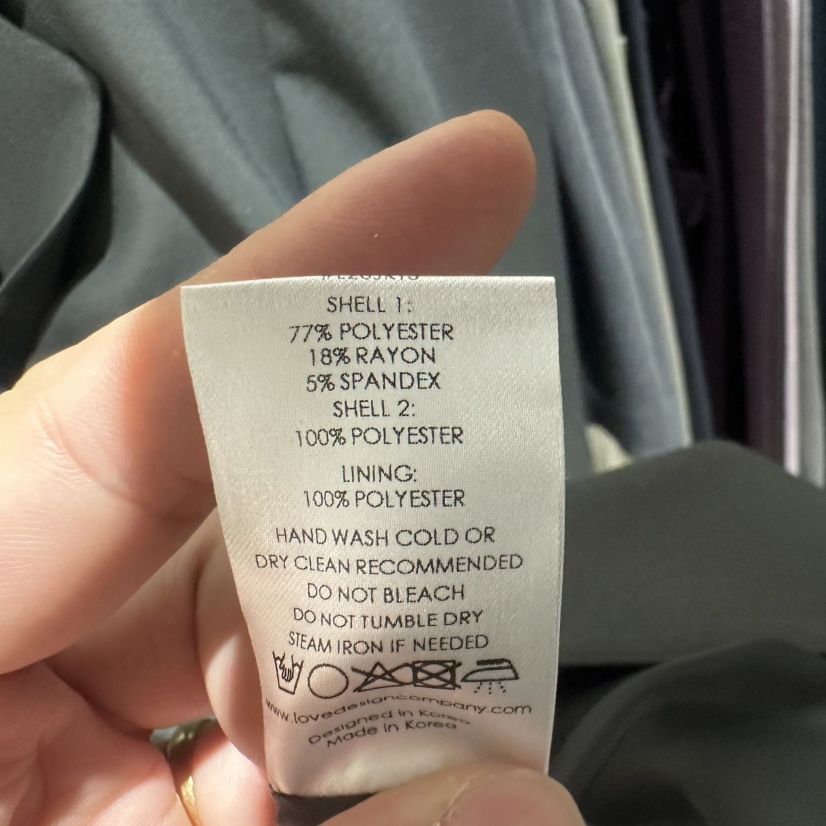 SHELL 1:
77% POLYESTER
18% RAYON
5% SPANDEX
SHELL 2:
100% POLYESTER
LINING:
100% POLYESTER
HAND WASH COLD OR
DRY CLEAN RECOMMENDED
DO NOT BLEACH
DO NOT TUMBLE DRY
STEAM IRON IF NEEDED
www.lovedesigncompany.com
Designed in Korea
Made in Korea